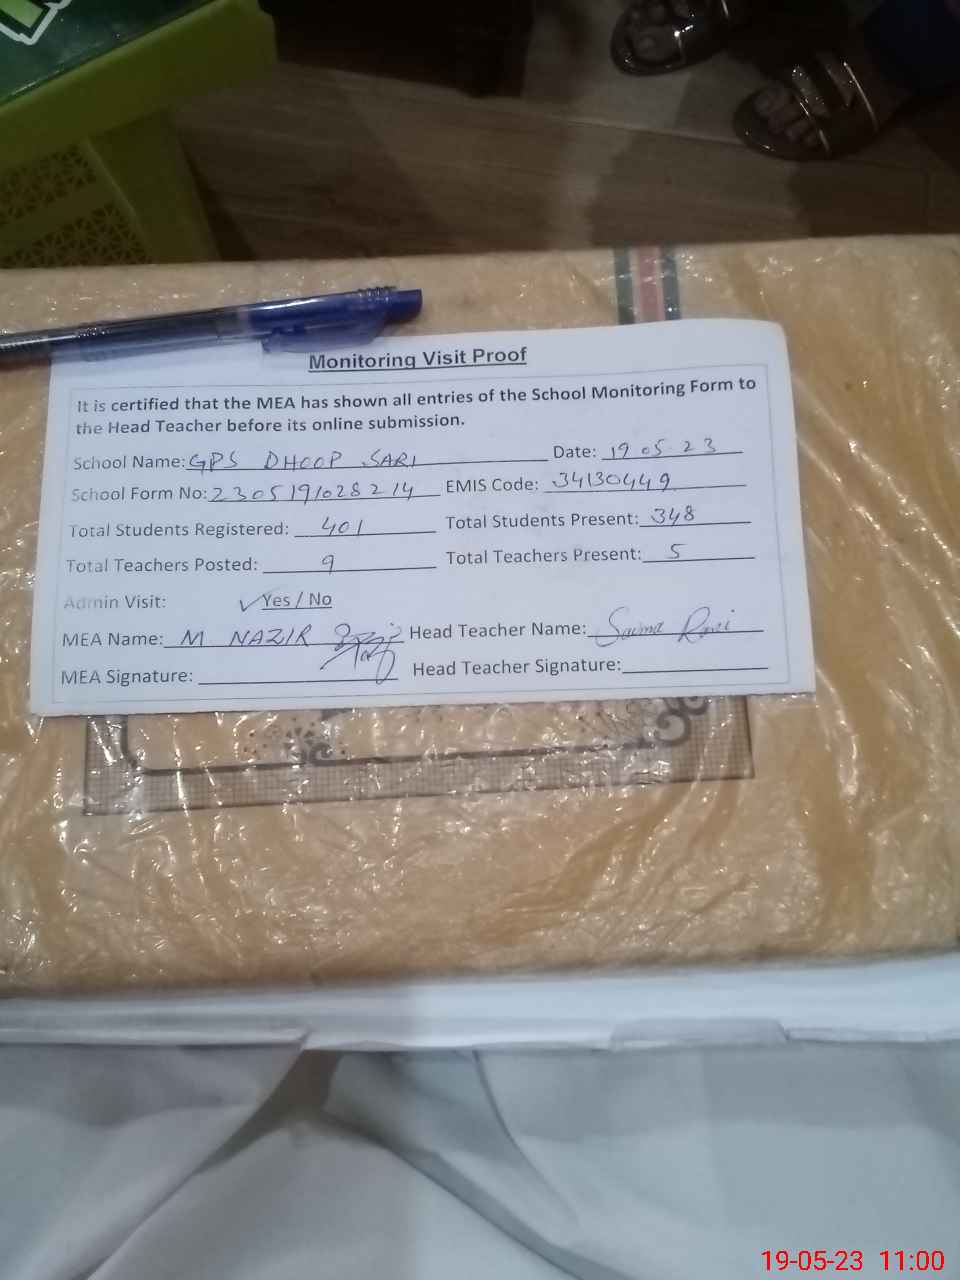 Monitoring Visit Proof
It is certified that the MEA has shown all entries of the School Monitoring Form to
the Head Teacher before its online submission.
School Name: GPS DHOOP SARI Date: 19 05 23
School Form No: 2305191028214 EMIS Code: 34130449
Total Students Registered: 401 Total Students Present: 348
Total Teachers Posted: 9 Total Teachers Present: 5
Admin Visit: ✓Yes / No
MEA Name: M NAZIR Head Teacher Name: Saima Razi
MEA Signature: Head Teacher Signature:
19-05-23 11:00